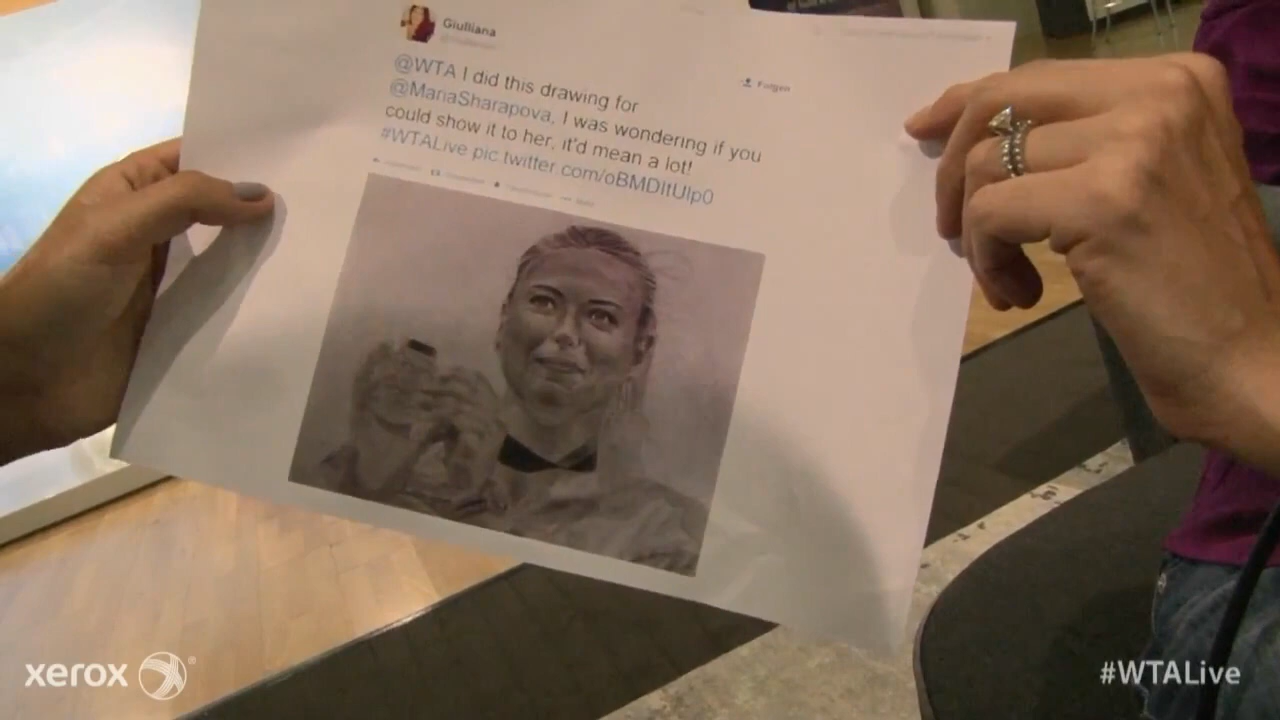 Giulliana
Folgen
@WTA I did this drawing for
@MariaSharapova, I was wondering if you
could show it to her, it'd mean a lot!
#WTALive pic.twitter.com/oBMDItUlp0
xerox
#WTALive